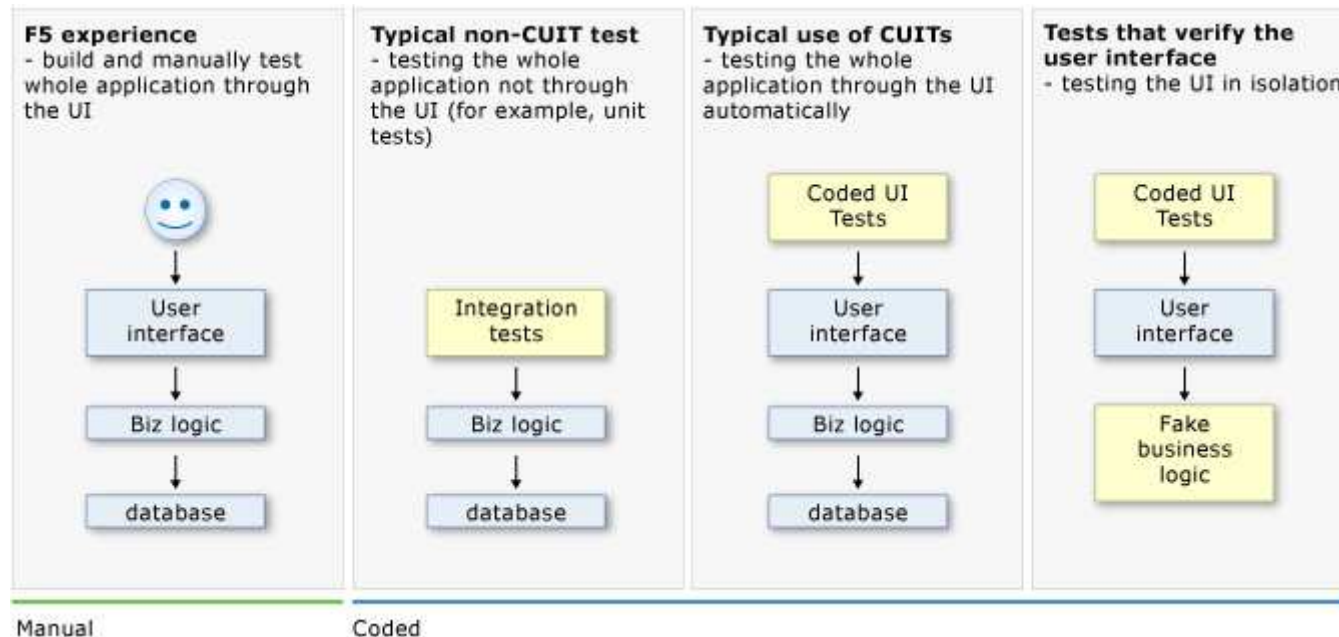 F5 experience
- build and manually test
whole application through
the UI
User
interface
Biz logic
database
Typical non-CUIT test
- testing the whole
application not through
the UI (for example, unit
tests)
Integration
tests
Biz logic
database
Typical use of CUITs
- testing the whole
application through the UI
automatically
Coded UI
Tests
User
interface
Biz logic
database
Tests that verify the
user interface
- testing the UI in isolation
Coded UI
Tests
User
interface
Fake
business
logic
Manual
Coded